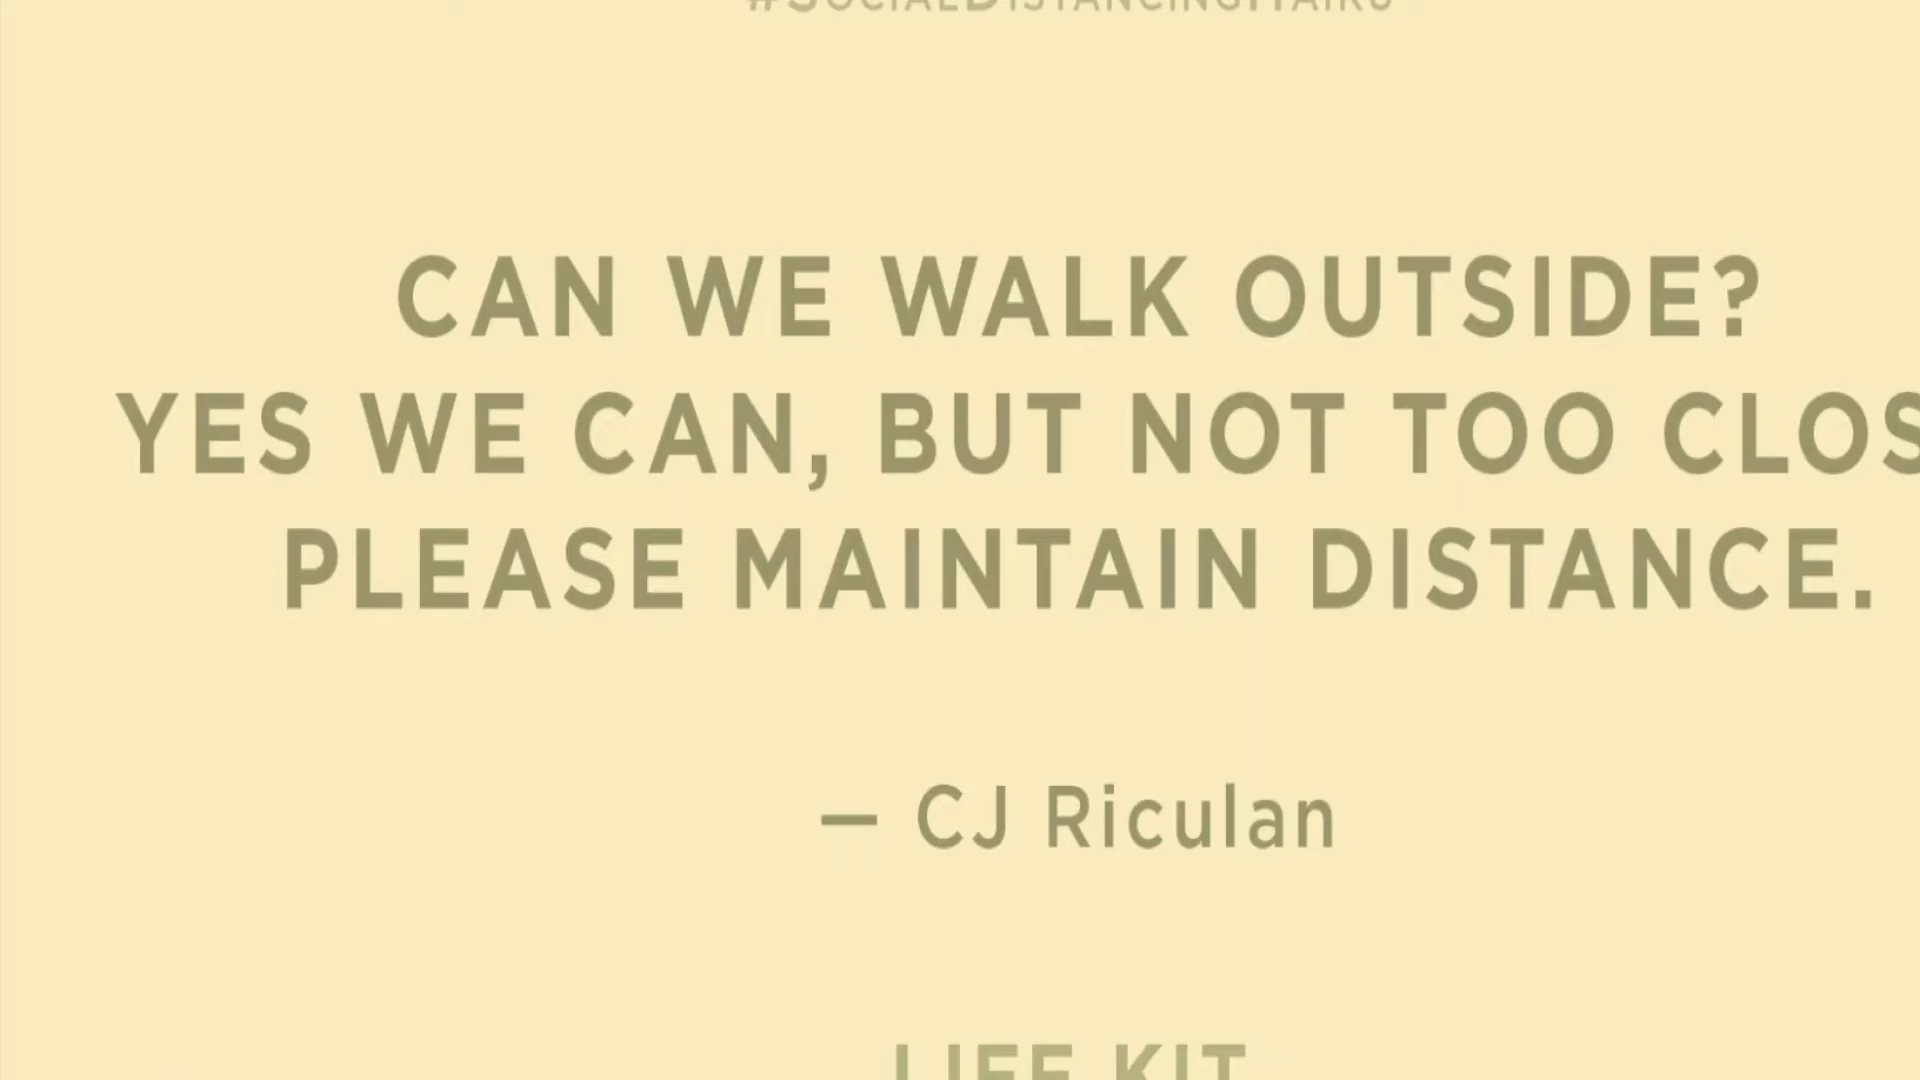 #SocialDistancingHaiku
CAN WE WALK OUTSIDE?
YES WE CAN, BUT NOT TOO CLOS
PLEASE MAINTAIN DISTANCE.
— CJ Riculan
LIFE KIT